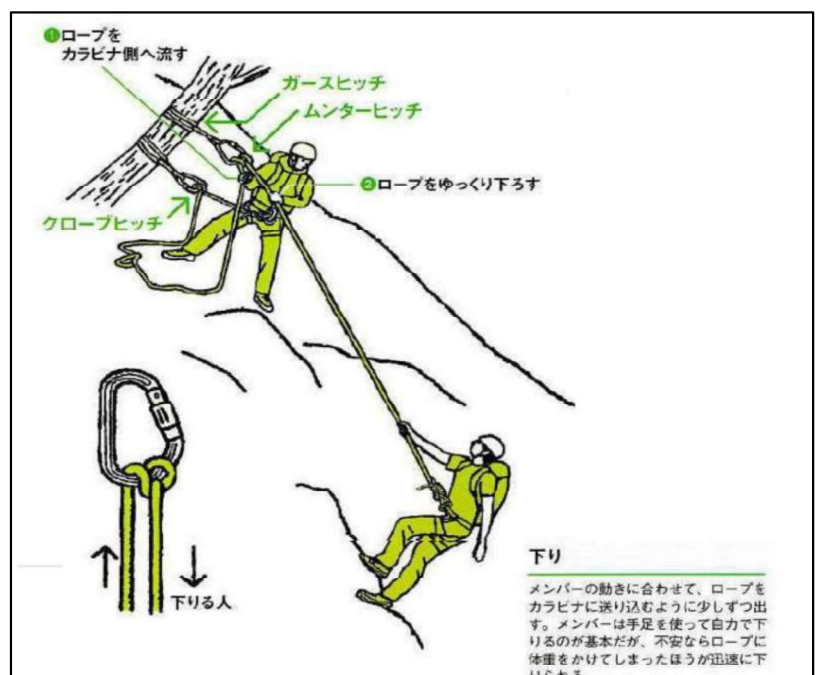 ❶ロープを
カラビナ側へ流す
ガースヒッチ
ムンターヒッチ
❷ロープをゆっくり下ろす
クローブヒッチ
下りる人
下り
メンバーの動きに合わせて、ロープを
カラビナに送り込むように少しずつ出
す。メンバーは手足を使って自力で下
りるのが基本だが、不安ならロープに
体重をかけてしまったほうが迅速に下
りられる